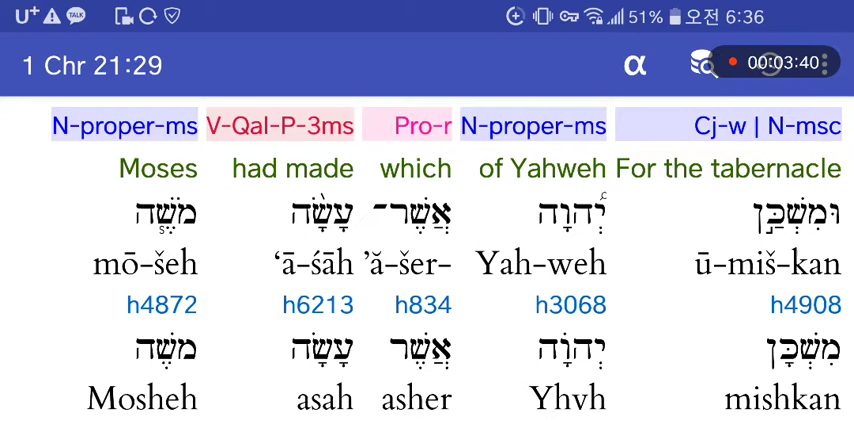 U+ TALK 51% 오전 6:36
1 Chr 21:29 α 00:03:40
N-proper-ms V-Qal-P-3ms Pro-r N-proper-ms Cj-w | N-msc
Moses had made which of Yahweh For the tabernacle
וּמִשְׁכַּ֣ן יְ֠הוָה אֲשֶׁר־ עָשָׂ֨ה מֹשֶׁ֧ה
mō-šeh ‘ā-śāh ’ă-šer- Yah-weh ū-miš-kan
h4872 h6213 h834 h3068 h4908
מִשְׁכָּן יְהוָֹה אֲשֶׁר עָשָׂה מֹשֶׁה
Mosheh asah asher Yhvh mishkan